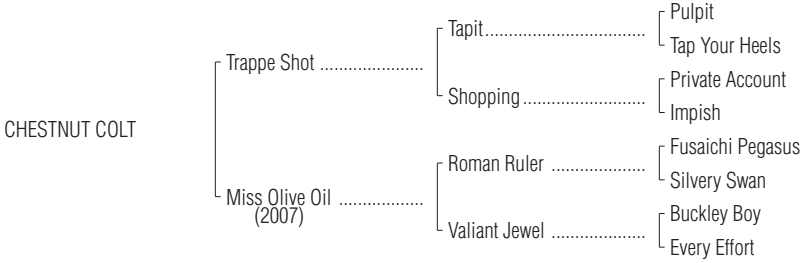 Pulpit
Tapit
Tap Your Heels
Trappe Shot
Private Account
Shopping
Impish
CHESTNUT COLT
Fusaichi Pegasus
Roman Ruler
Silvery Swan
Miss Olive Oil
(2007)
Buckley Boy
Valiant Jewel
Every Effort